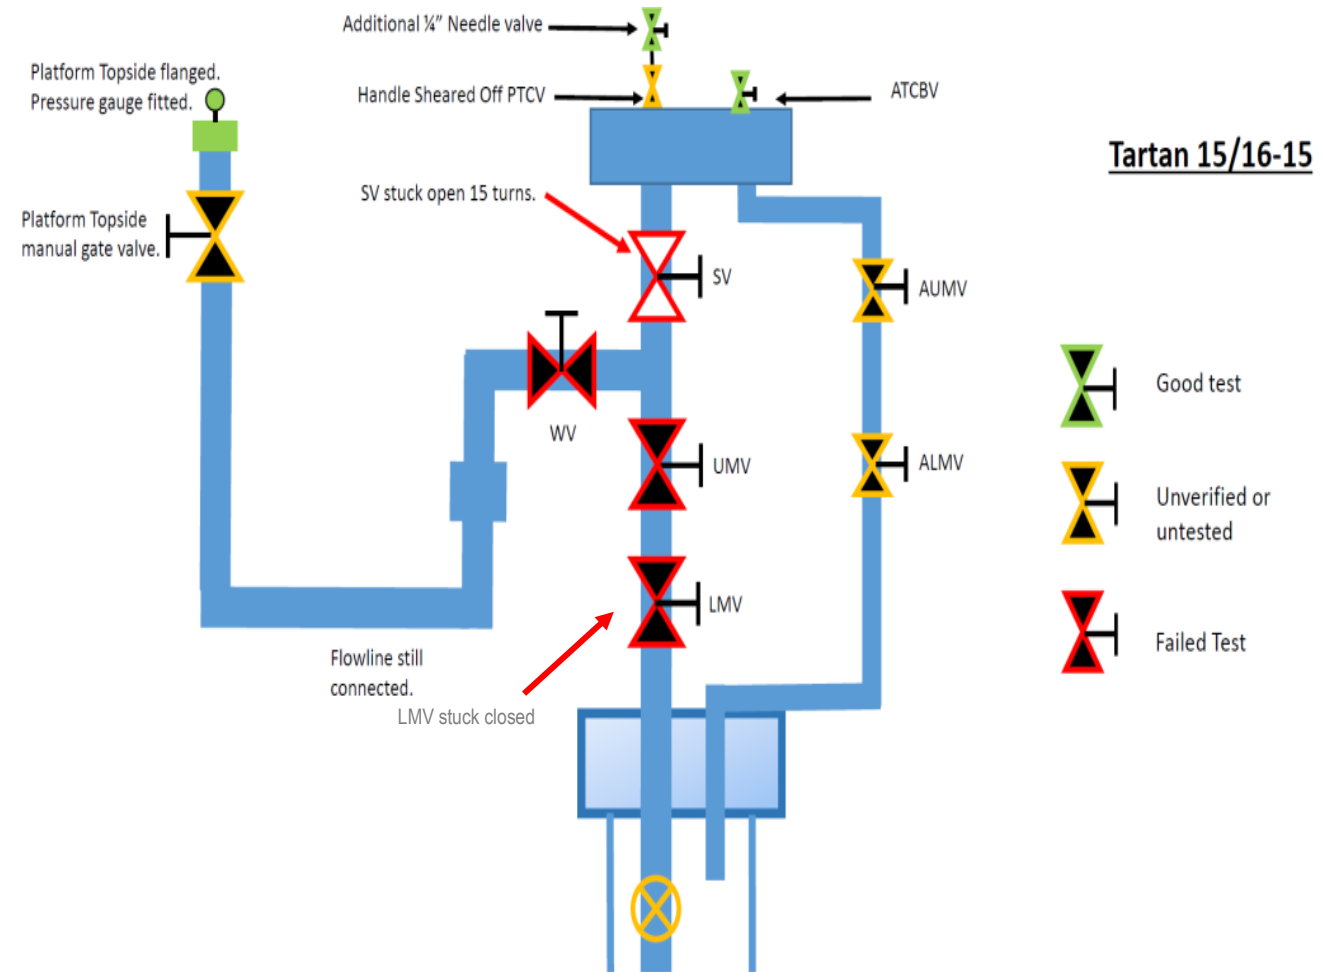 Additional ¼” Needle valve
Platform Topside flanged.
Pressure gauge fitted.
Handle Sheared Off PTCV
ATCBV
Tartan 15/16-15
SV stuck open 15 turns.
Platform Topside
manual gate valve.
SV
AUMV
WV
UMV
ALMV
LMV
Good test
Unverified or
untested
Failed Test
Flowline still
connected.
LMV stuck closed